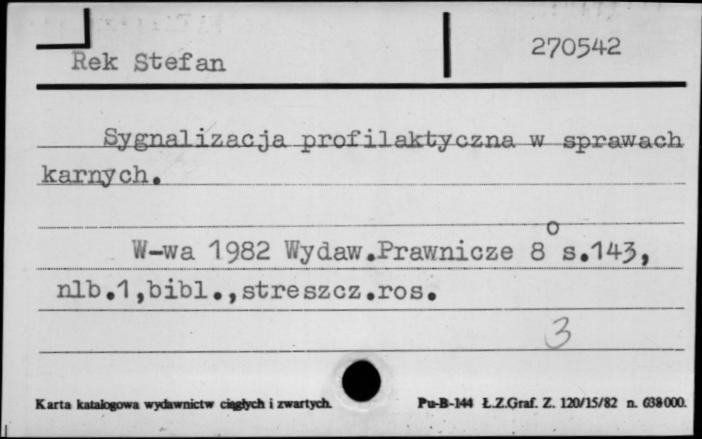 Rek Stefan 270542
Sygnalizacja profilaktyczna w sprawach
karnych.
W-wa 1982 Wydaw.Prawnicze 8° s.143,
nlb.1,bibl.,streszcz.ros.
3
Karta katalogowa wydawnictw ciągłych i zwartych. Pu-B-144 Ł.Z.Graf. Z. 120/15/82 n. 638000.